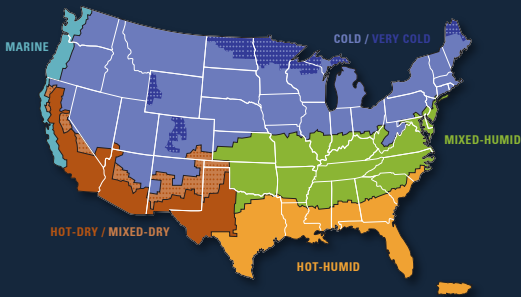 COLD / VERY COLD
MARINE
MIXED-HUMID
HOT-DRY / MIXED-DRY
HOT-HUMID